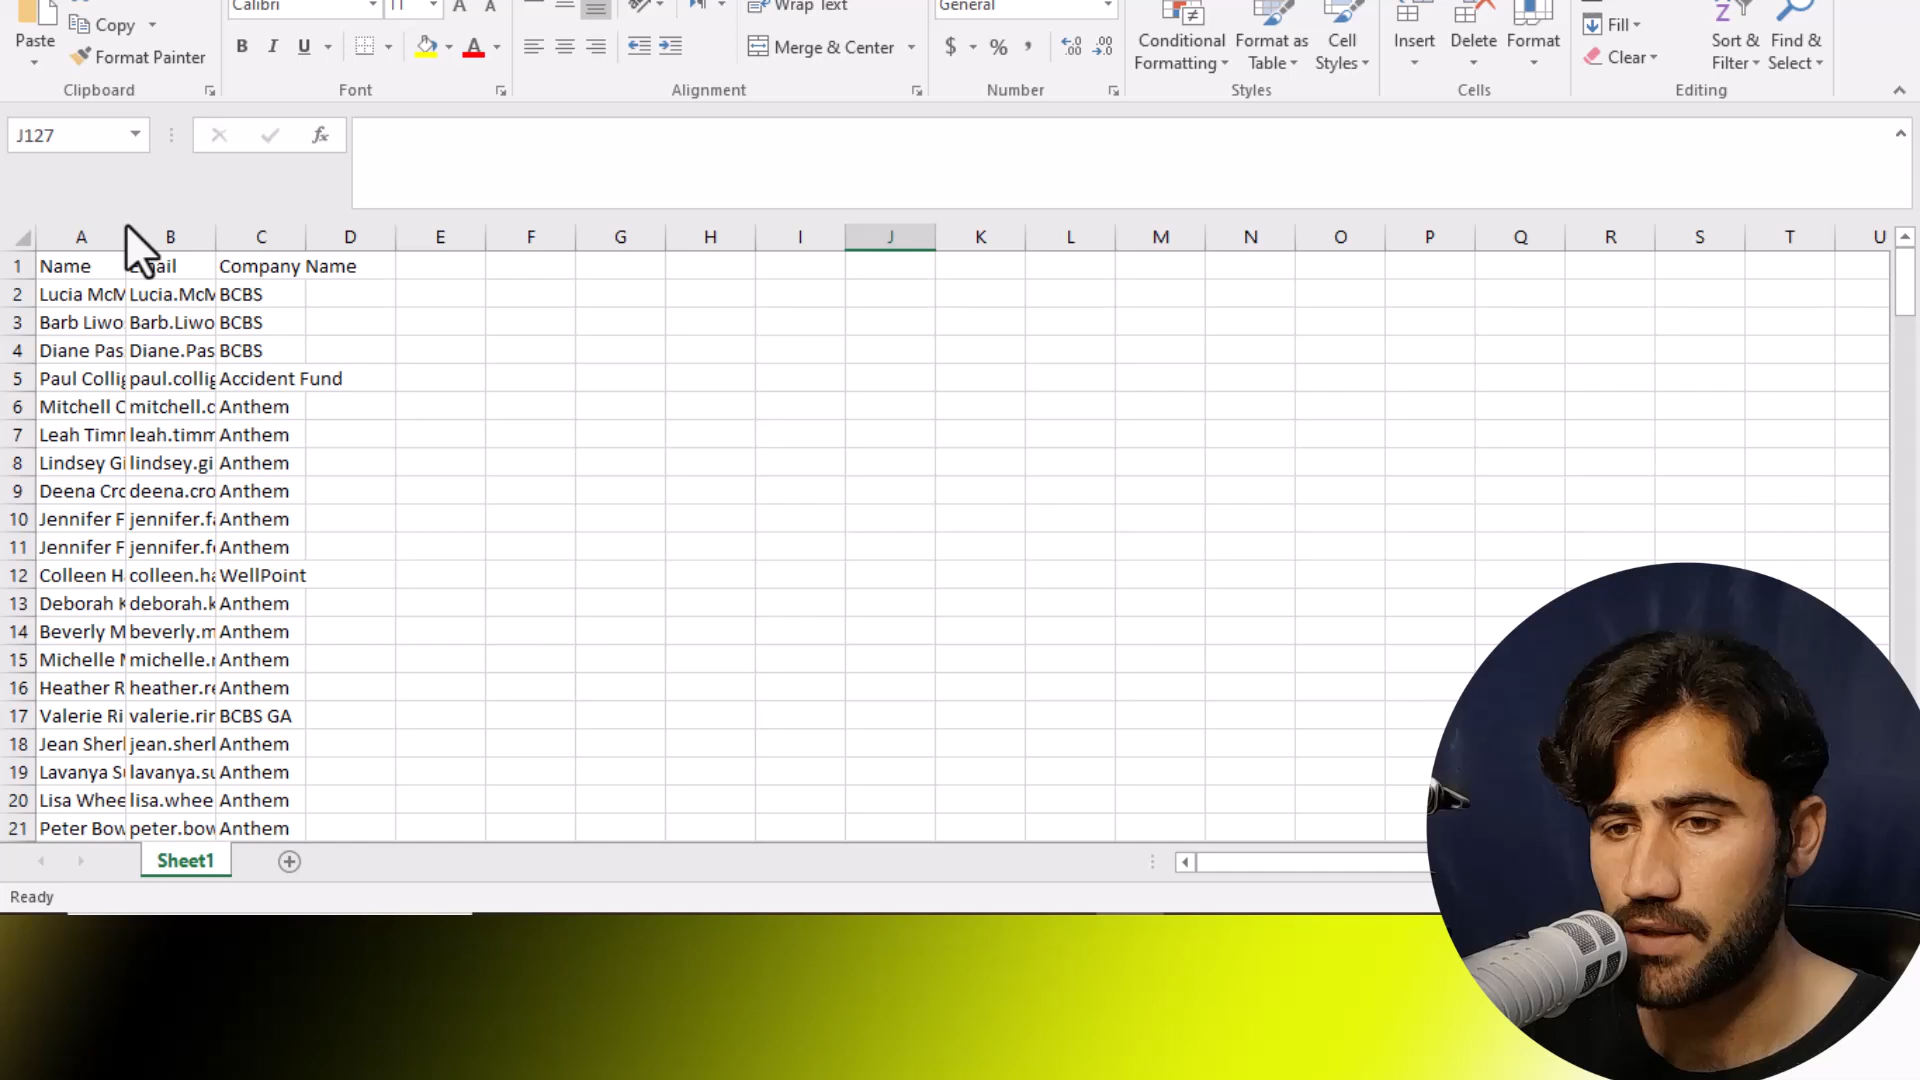 Calibri 11 Wrap Text General
Copy
Paste
Format Painter
B I U A
Merge & Center
$ % ,
Conditional Formatting
Format as Table
Cell Styles
Insert Delete Format
Fill
Clear
Sort & Filter
Find & Select
Clipboard Font Alignment Number Styles Cells Editing
J127 fx
A B C D E F G H I J K L M N O P Q R S T U
1 Name Company Name
2 Lucia McM Lucia.McM BCBS
3 Barb Liwo Barb.Liwo BCBS
4 Diane Pas Diane.Pas BCBS
5 Paul Collig paul.collig Accident Fund
6 Mitchell C mitchell.c Anthem
7 Leah Timm leah.timm Anthem
8 Lindsey Gi lindsey.gi Anthem
9 Deena Cro deena.cro Anthem
10 Jennifer F jennifer.fa Anthem
11 Jennifer F jennifer.fe Anthem
12 Colleen Ha colleen.ha WellPoint
13 Deborah K deborah.k Anthem
14 Beverly M beverly.m Anthem
15 Michelle michelle. Anthem
16 Heather R heather.re Anthem
17 Valerie Ri valerie.rin BCBS GA
18 Jean Sherl jean.sherl Anthem
19 Lavanya Su lavanya.su Anthem
20 Lisa Whee lisa.whee Anthem
21 Peter Bow peter.bow Anthem
Sheet1
Ready